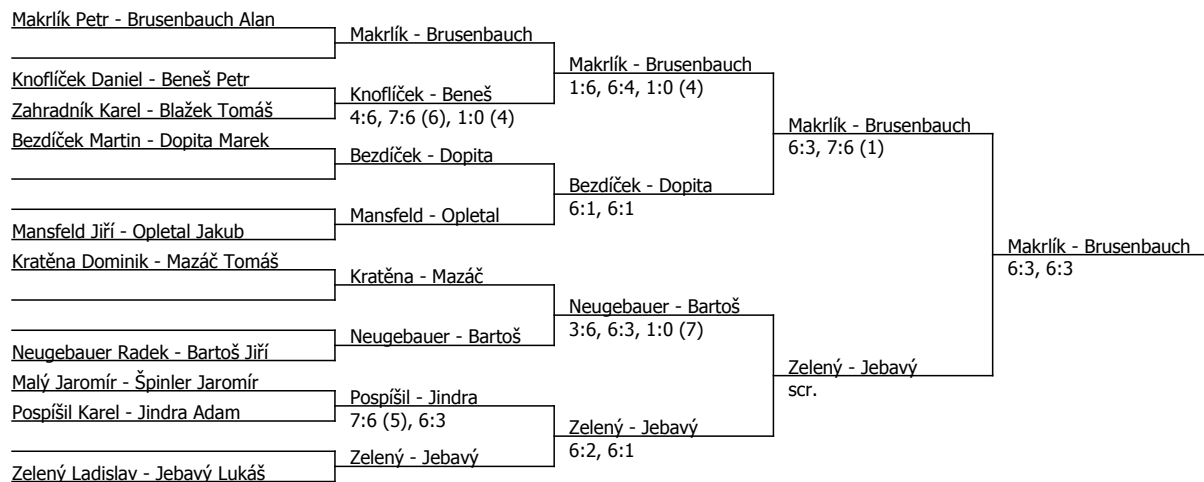 Makrlík Petr - Brusenbauch Alan
Makrlík - Brusenbauch
Makrlík - Brusenbauch
1:6, 6:4, 1:0 (4)
Knoflíček Daniel - Beneš Petr
Knoflíček - Beneš
4:6, 7:6 (6), 1:0 (4)
Zahradník Karel - Blažek Tomáš
Makrlík - Brusenbauch
6:3, 7:6 (1)
Bezdíček Martin - Dopita Marek
Bezdíček - Dopita
Bezdíček - Dopita
6:1, 6:1
Mansfeld - Opletal
Mansfeld Jiří - Opletal Jakub
Makrlík - Brusenbauch
6:3, 6:3
Kratěna Dominik - Mazáč Tomáš
Kratěna - Mazáč
Neugebauer - Bartoš
3:6, 6:3, 1:0 (7)
Neugebauer - Bartoš
Neugebauer Radek - Bartoš Jiří
Zelený - Jebavý
scr.
Malý Jaromír - Špinler Jaromír
Pospíšil - Jindra
7:6 (5), 6:3
Pospíšil Karel - Jindra Adam
Zelený - Jebavý
6:2, 6:1
Zelený - Jebavý
Zelený Ladislav - Jebavý Lukáš